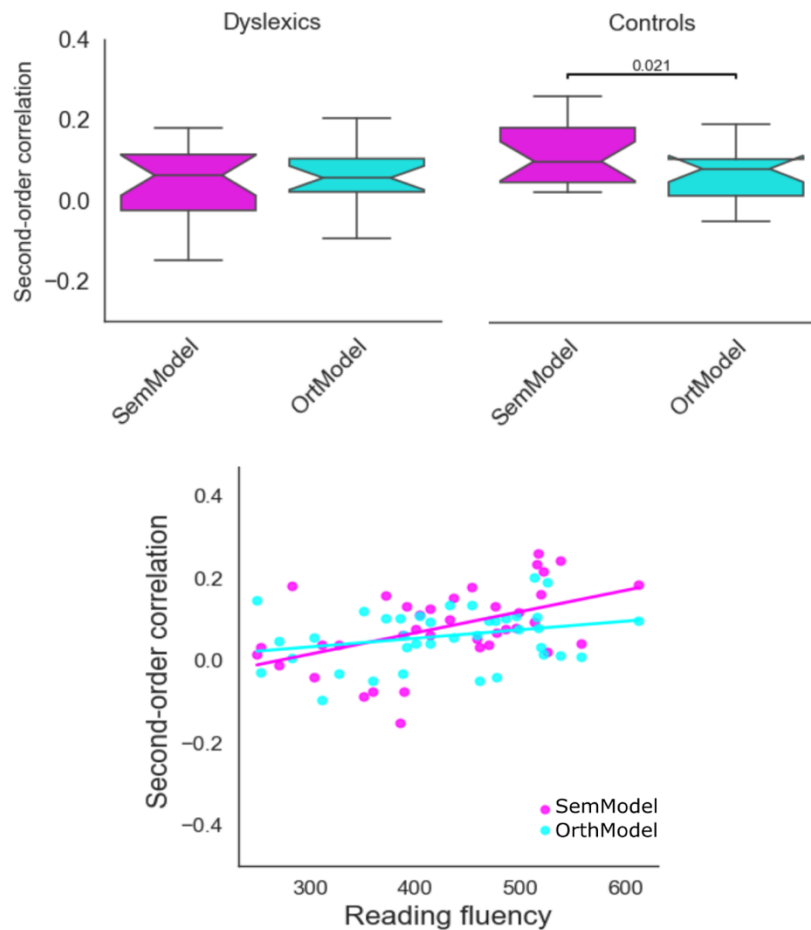 Dyslexics
Controls
Second-order correlation
0.4
0.2
0.0
−0.2
0.021
SemModel
OrtModel
SemModel
OrtModel
Second-order correlation
0.4
0.2
0.0
−0.2
−0.4
SemModel
OrthModel
300 400 500 600
Reading fluency